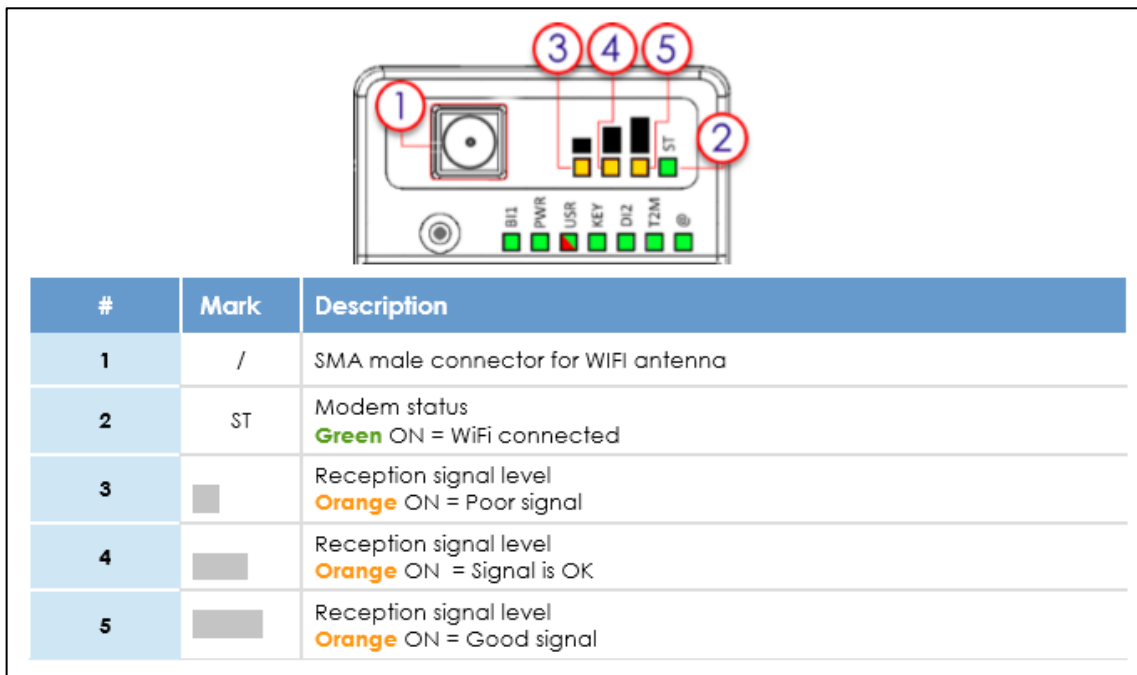 3 4 5
1
2
ST
BI1 PWR USR KEY DI2 T2M @
# Mark Description
1 / SMA male connector for WIFI antenna
2 ST Modem status
Green ON = WiFi connected
3 Reception signal level
Orange ON = Poor signal
4 Reception signal level
Orange ON = Signal is OK
5 Reception signal level
Orange ON = Good signal